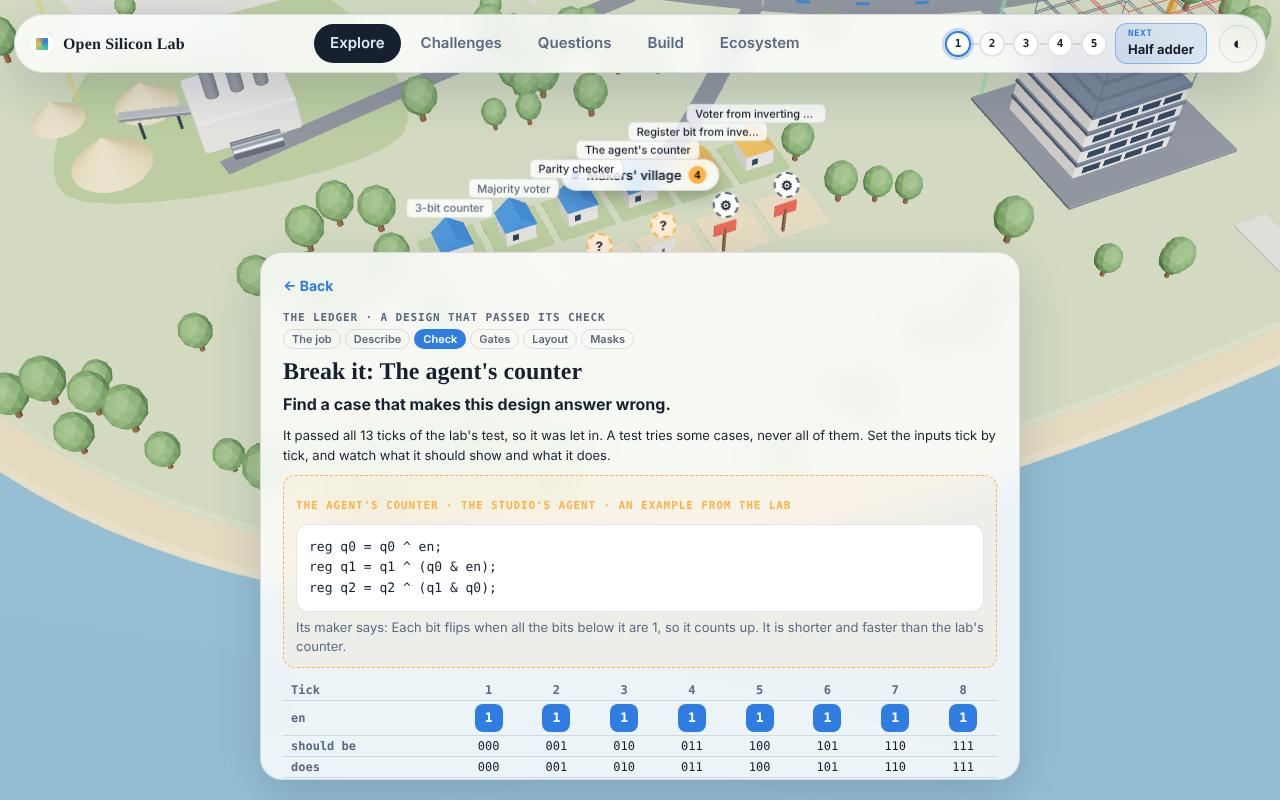 Open Silicon Lab
Explore
Challenges
Questions
Build
Ecosystem
1 2 3 4 5
NEXT
Half adder
Voter from inverting ...
Register bit from inve...
The agent's counter
Parity checker
makers' village 4
Majority voter
3-bit counter
?
?
← Back
THE LEDGER · A DESIGN THAT PASSED ITS CHECK
The job Describe Check Gates Layout Masks
Break it: The agent's counter
Find a case that makes this design answer wrong.
It passed all 13 ticks of the lab's test, so it was let in. A test tries some cases, never all of them. Set the inputs tick by
tick, and watch what it should show and what it does.
THE AGENT'S COUNTER · THE STUDIO'S AGENT · AN EXAMPLE FROM THE LAB
reg q0 = q0 ^ en;
reg q1 = q1 ^ (q0 & en);
reg q2 = q2 ^ (q1 & q0);
Its maker says: Each bit flips when all the bits below it are 1, so it counts up. It is shorter and faster than the lab's
counter.
Tick 1 2 3 4 5 6 7 8
en 1 1 1 1 1 1 1 1
should be 000 001 010 011 100 101 110 111
does 000 001 010 011 100 101 110 111